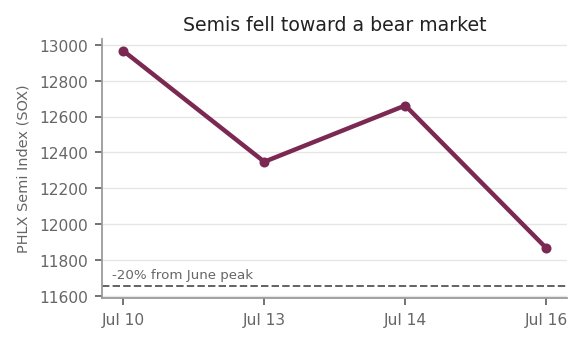 Semis fell toward a bear market
PHLX Semi Index (SOX)
13000
12800
12600
12400
12200
12000
11800
11600
-20% from June peak
Jul 10
Jul 13
Jul 14
Jul 16